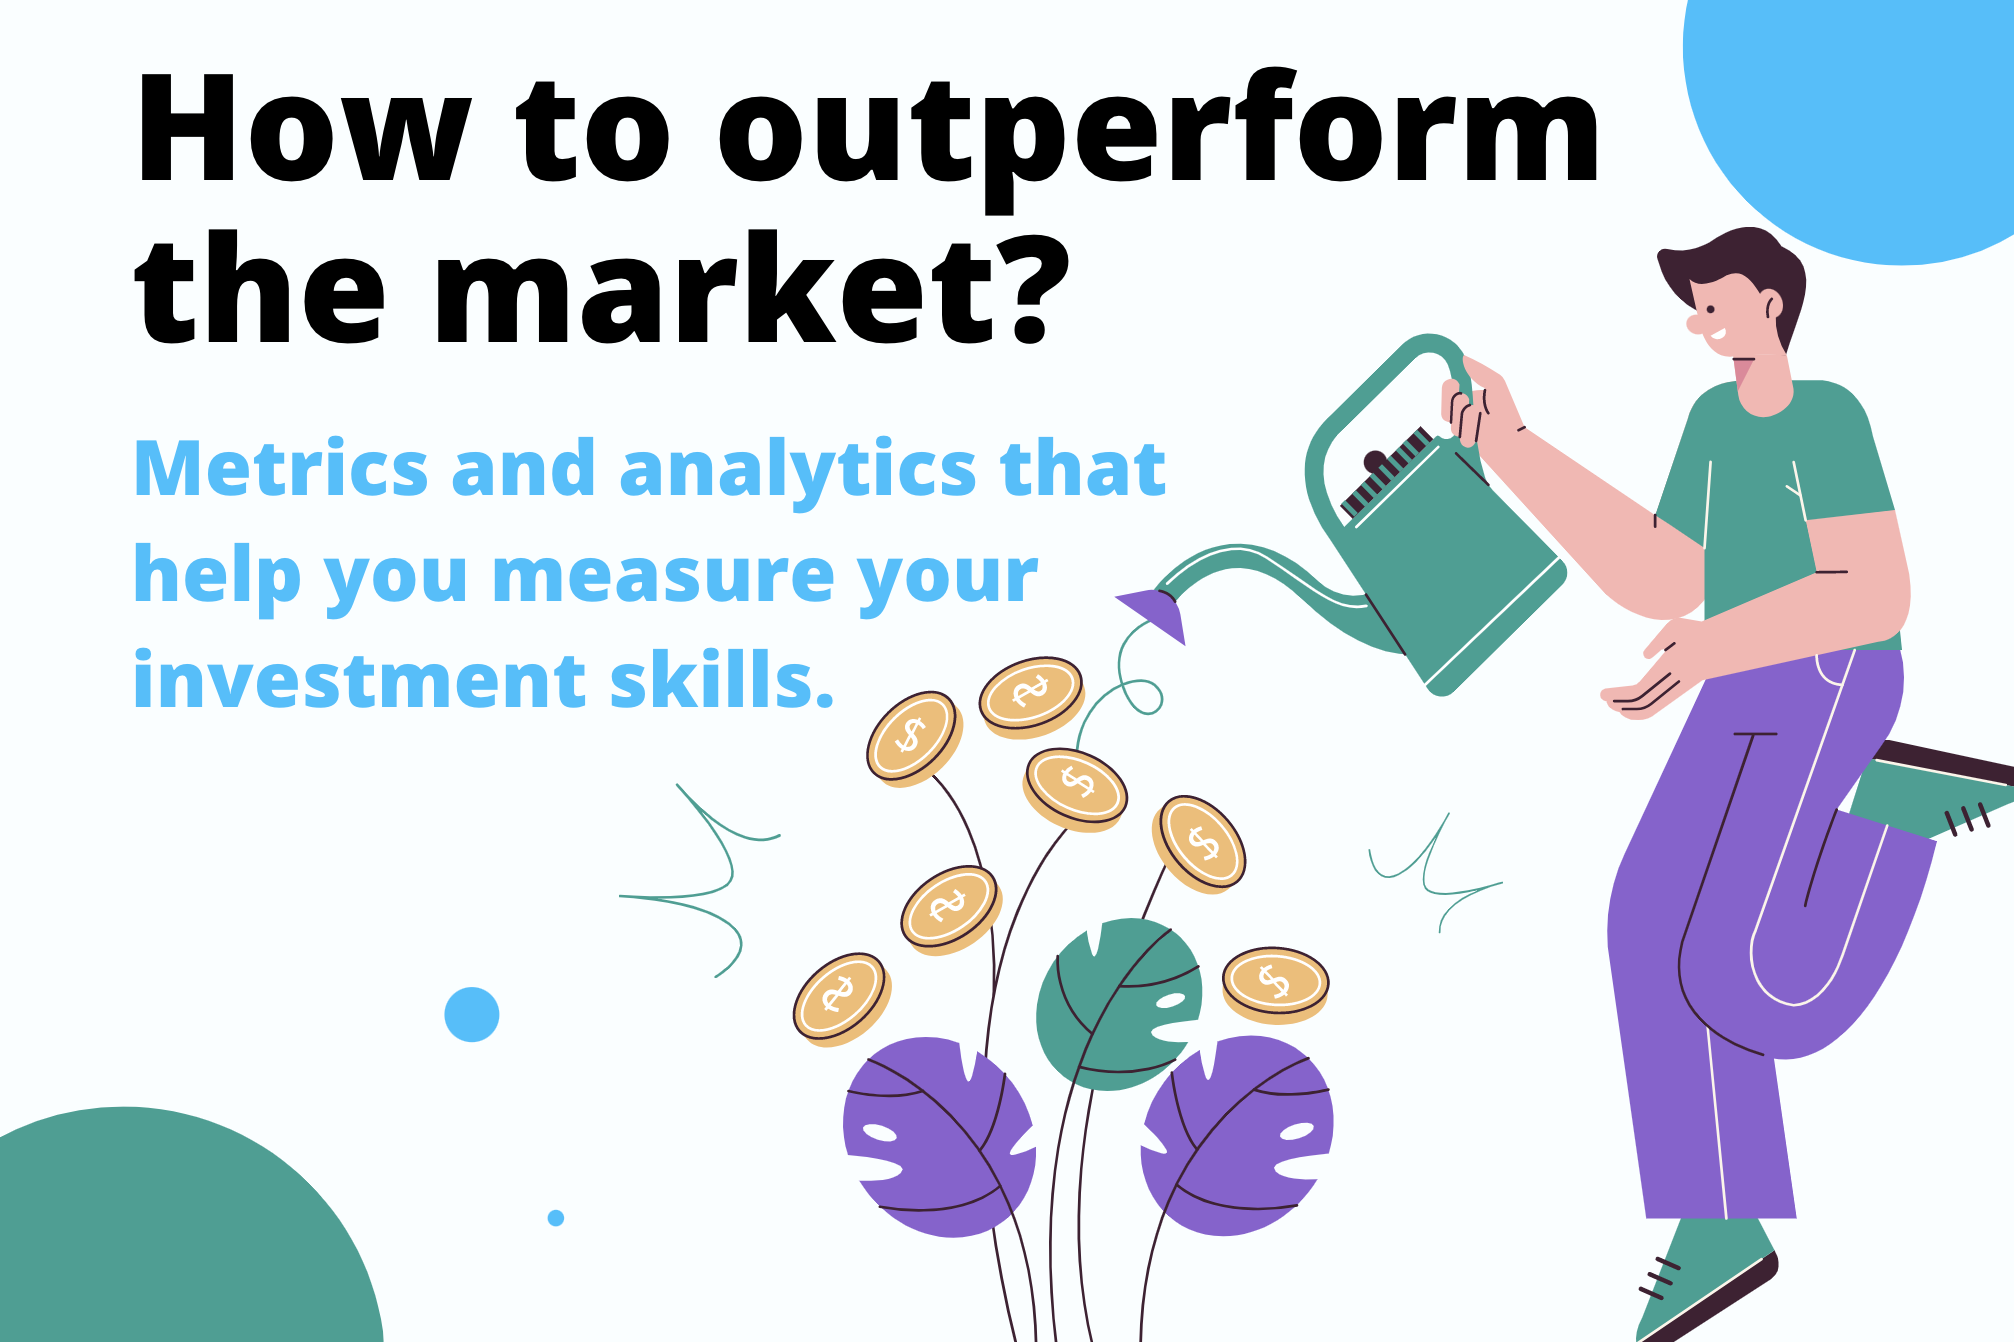 How to outperform
the market?
Metrics and analytics that
help you measure your
investment skills.
$
$
$
$
$
$
$